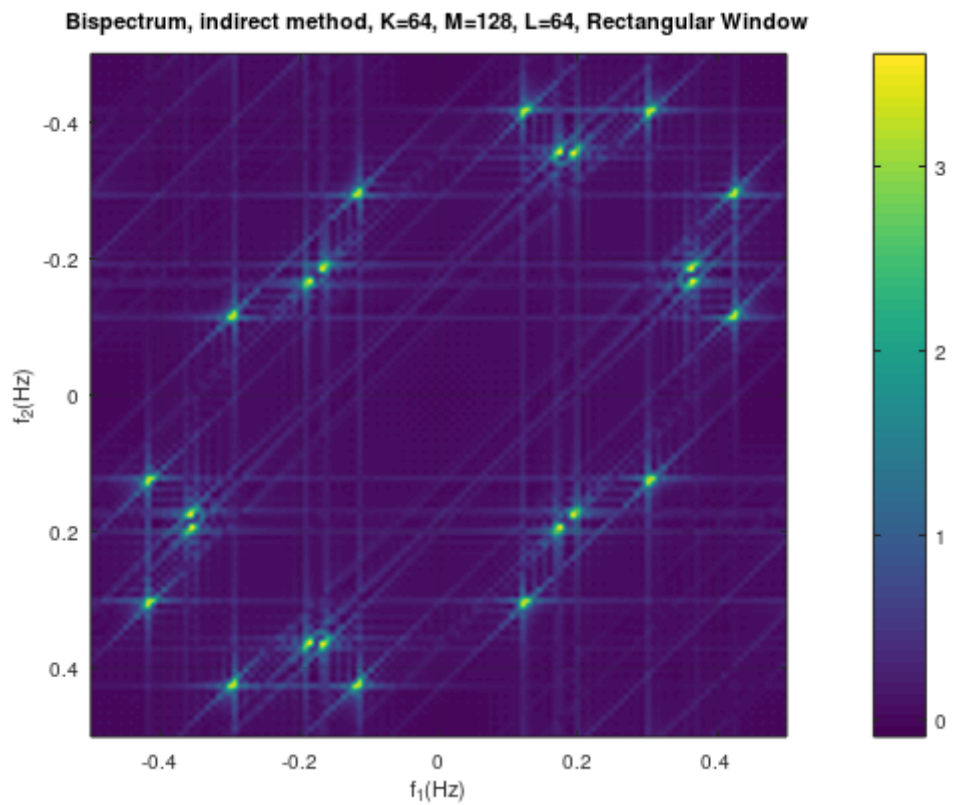 Bispectrum, indirect method, K=64, M=128, L=64, Rectangular Window
-0.4
-0.2
0
0.2
0.4
f2(Hz)
-0.4 -0.2 0 0.2 0.4
f1(Hz)
3
2
1
0